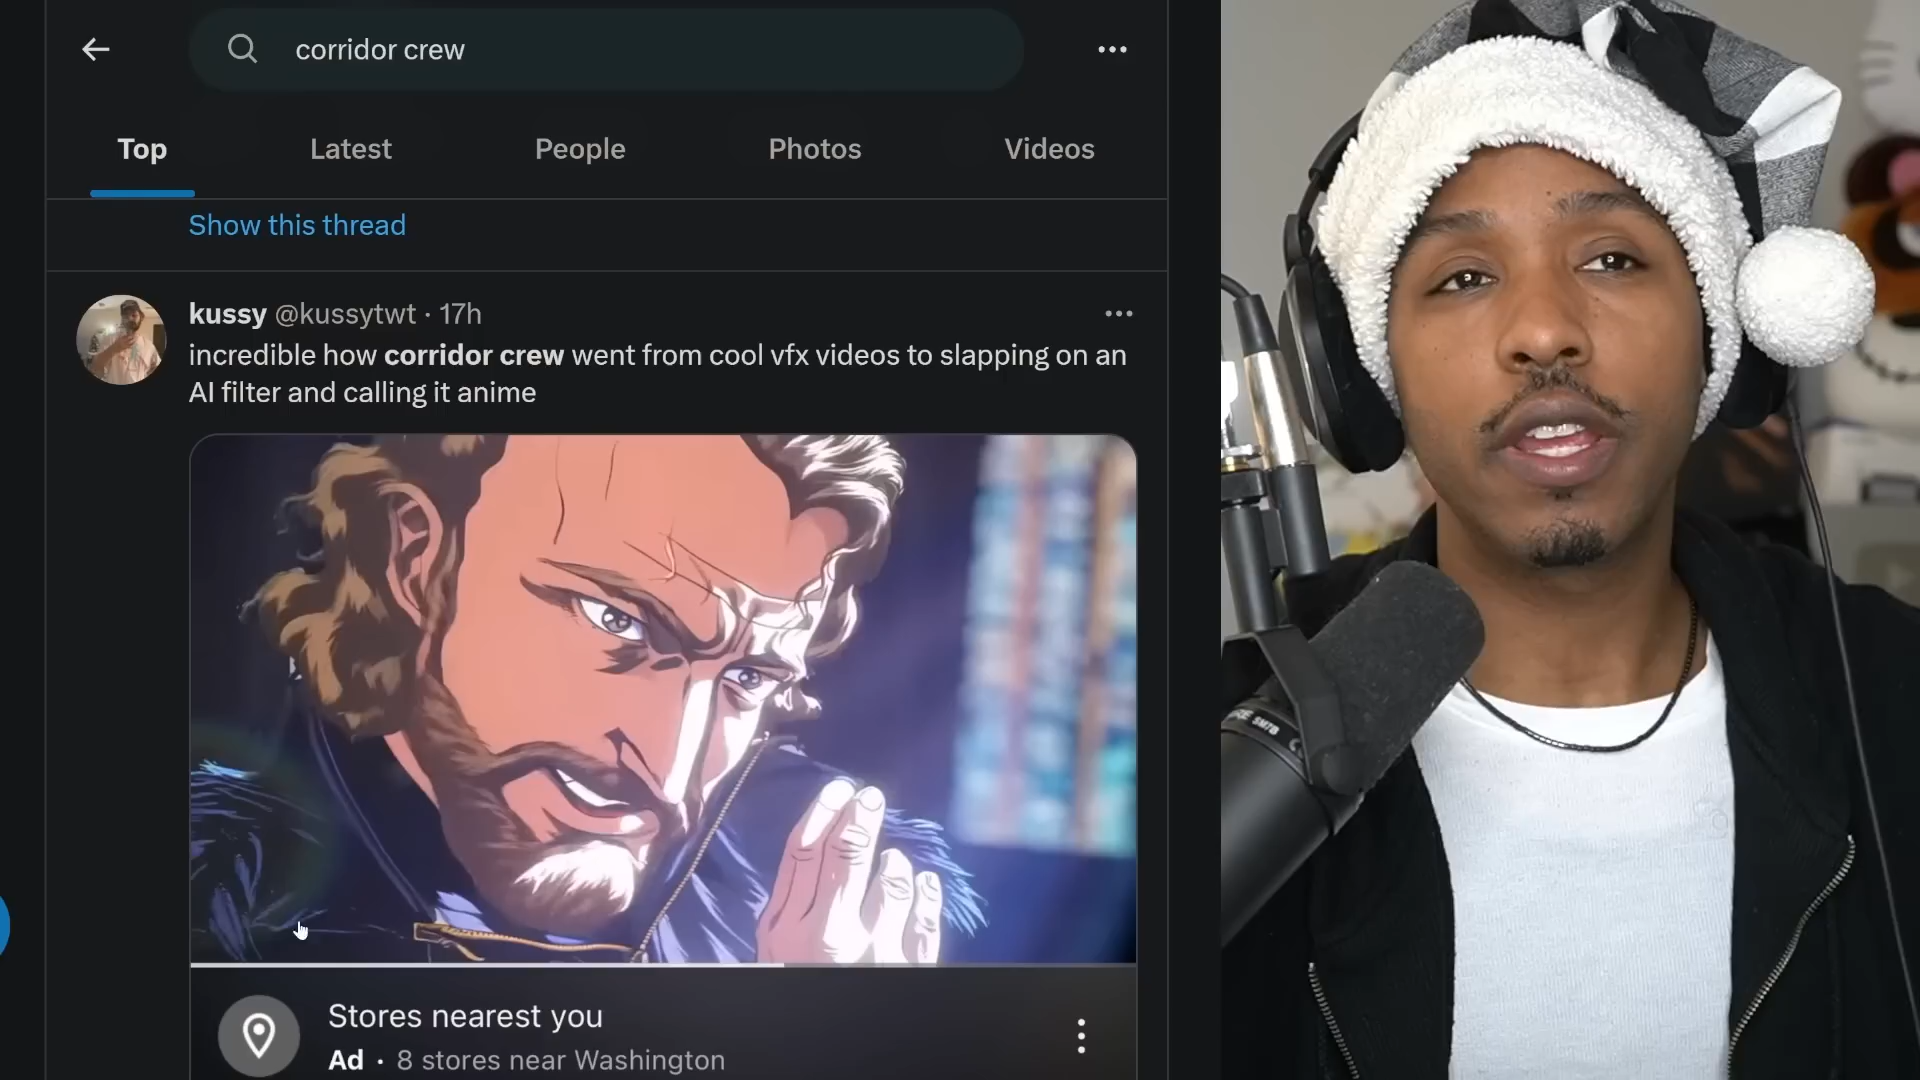 corridor crew
Top
Latest
People
Photos
Videos
Show this thread
kussy @kussytwt · 17h
incredible how corridor crew went from cool vfx videos to slapping on an
AI filter and calling it anime
Stores nearest you
Ad · 8 stores near Washington
SM7B